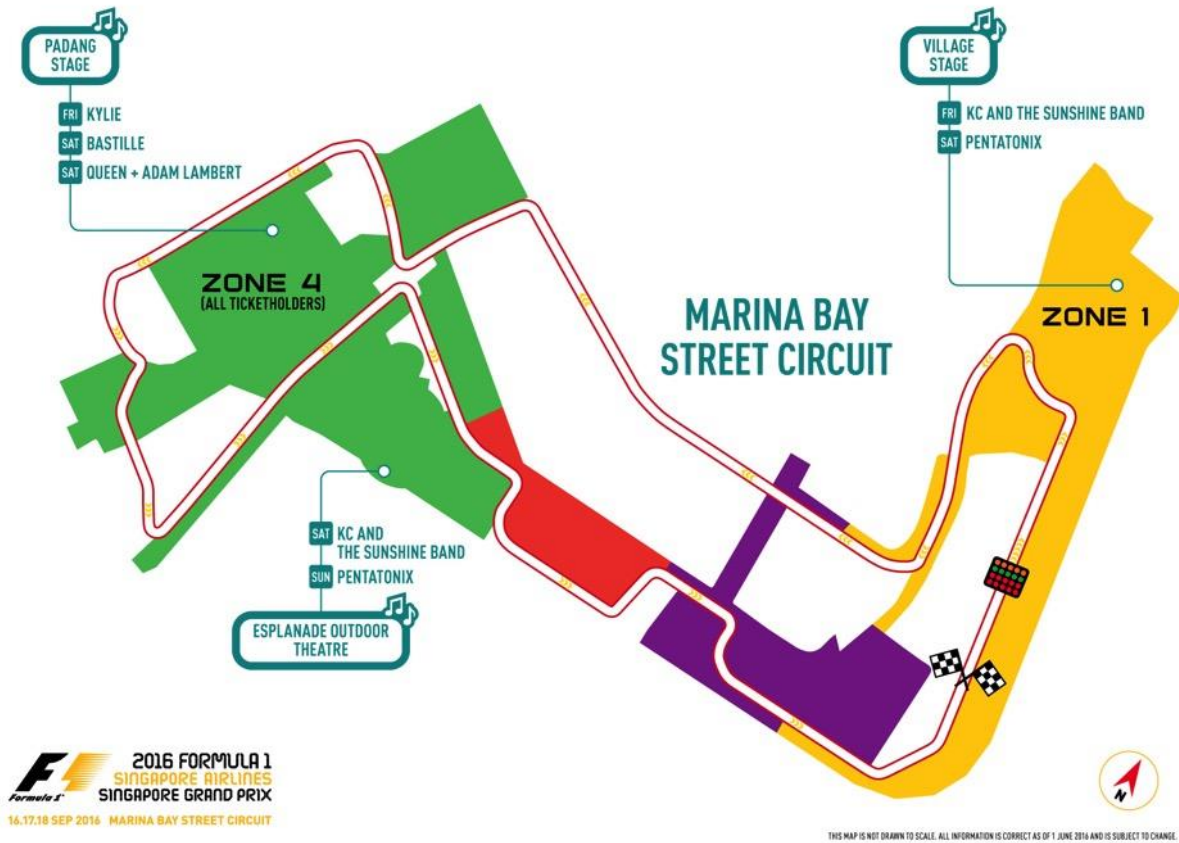 PADANG
STAGE
FRI KYLIE
SAT BASTILLE
SAT QUEEN + ADAM LAMBERT
VILLAGE
STAGE
FRI KC AND THE SUNSHINE BAND
SAT PENTATONIX
ZONE 4
(ALL TICKETHOLDERS)
MARINA BAY
STREET CIRCUIT
ZONE 1
SAT KC AND
THE SUNSHINE BAND
SUN PENTATONIX
ESPLANADE OUTDOOR
THEATRE
F1
Formula 1
2016 FORMULA 1
SINGAPORE AIRLINES
SINGAPORE GRAND PRIX
16.17.18 SEP 2016 MARINA BAY STREET CIRCUIT
N
THIS MAP IS NOT DRAWN TO SCALE. ALL INFORMATION IS CORRECT AS OF 1 JUNE 2016 AND IS SUBJECT TO CHANGE.